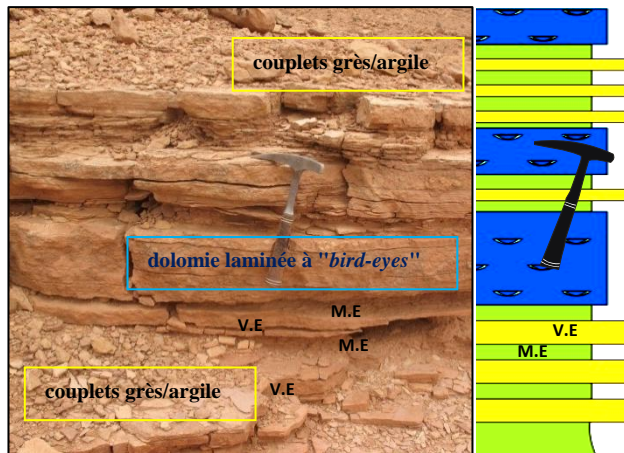 couplets grès/argile
dolomie laminée à "bird-eyes"
M.E
V.E
V.E
M.E
M.E
couplets grès/argile
V.E